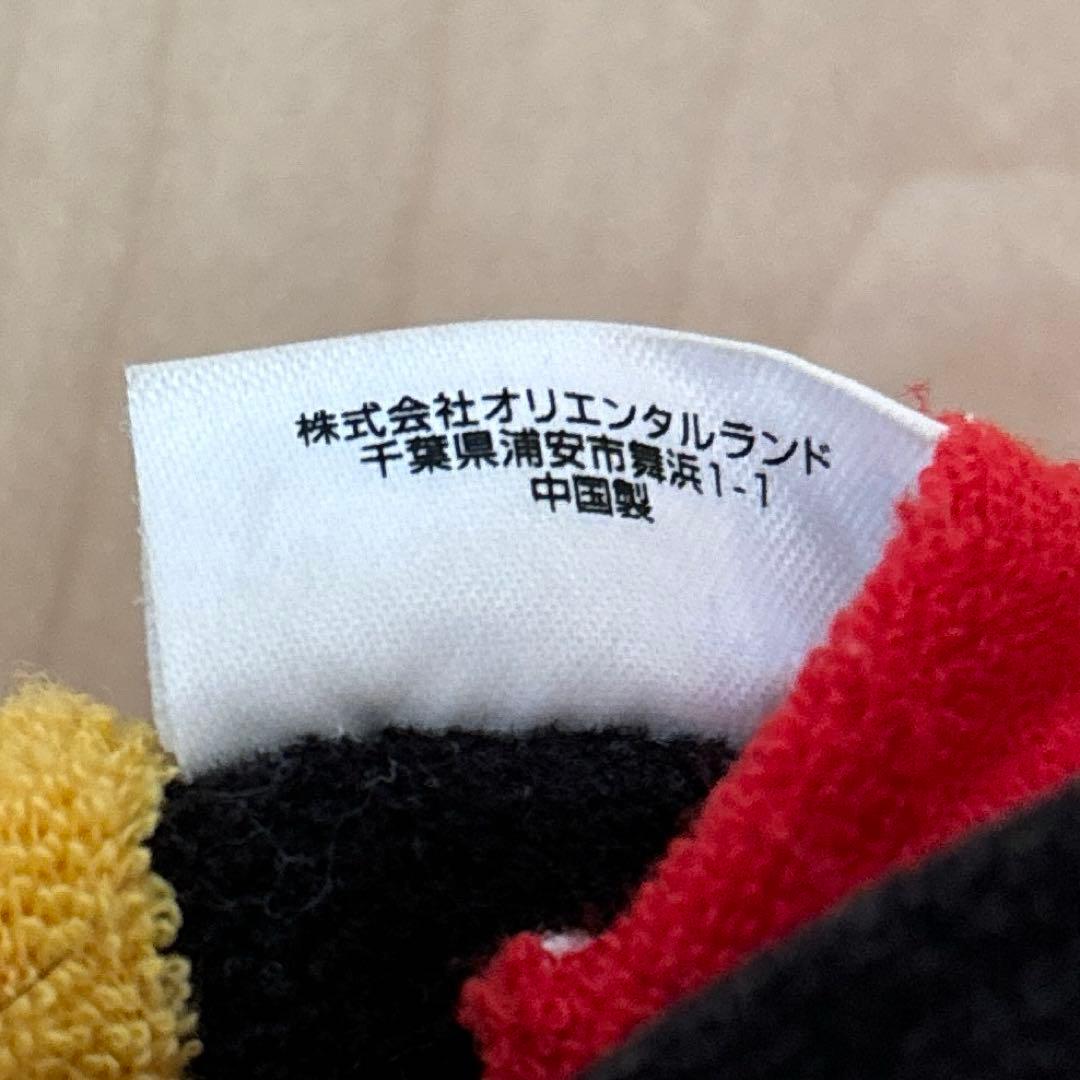 株式会社オリエンタルランド
千葉県浦安市舞浜1-1
中国製